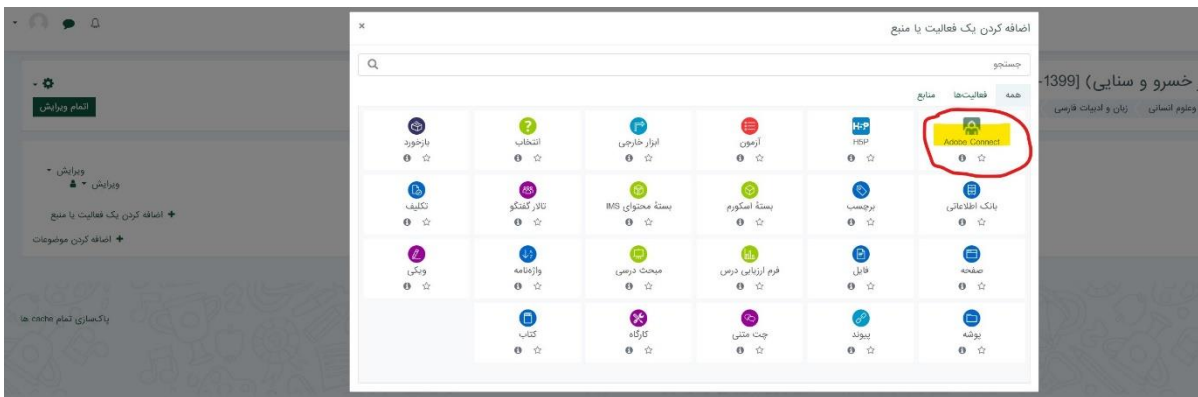 اضافه کردن یک فعالیت یا منبع
جستجو
همه فعالیت‌ها منابع
Adobe Connect
H5P
آزمون
ابزار خارجی
انتخاب
بازخورد
بانک اطلاعاتی
برچسب
بستهٔ اسکورم
بستهٔ محتوای IMS
تالار گفتگو
تکلیف
صفحه
فایل
فرم ارزیابی درس
مبحث درسی
واژه‌نامه
ویکی
پوشه
پیوند
چت متنی
کارگاه
کتاب
خسرو و سنایی) [1399-
وعلوم انسانی زبان و ادبیات فارسی
اتمام ویرایش
ویرایش
ویرایش
اضافه کردن یک فعالیت یا منبع
اضافه کردن موضوعات
پاک‌سازی تمام cache ها